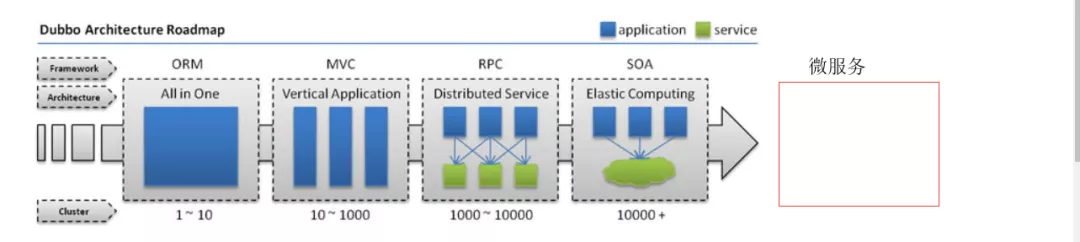 Dubbo Architecture Roadmap
application service
Framework ORM MVC RPC SOA 微服务
Architecture All in One Vertical Application Distributed Service Elastic Computing
Cluster 1 ~ 10 10 ~ 1000 1000 ~ 10000 10000 +